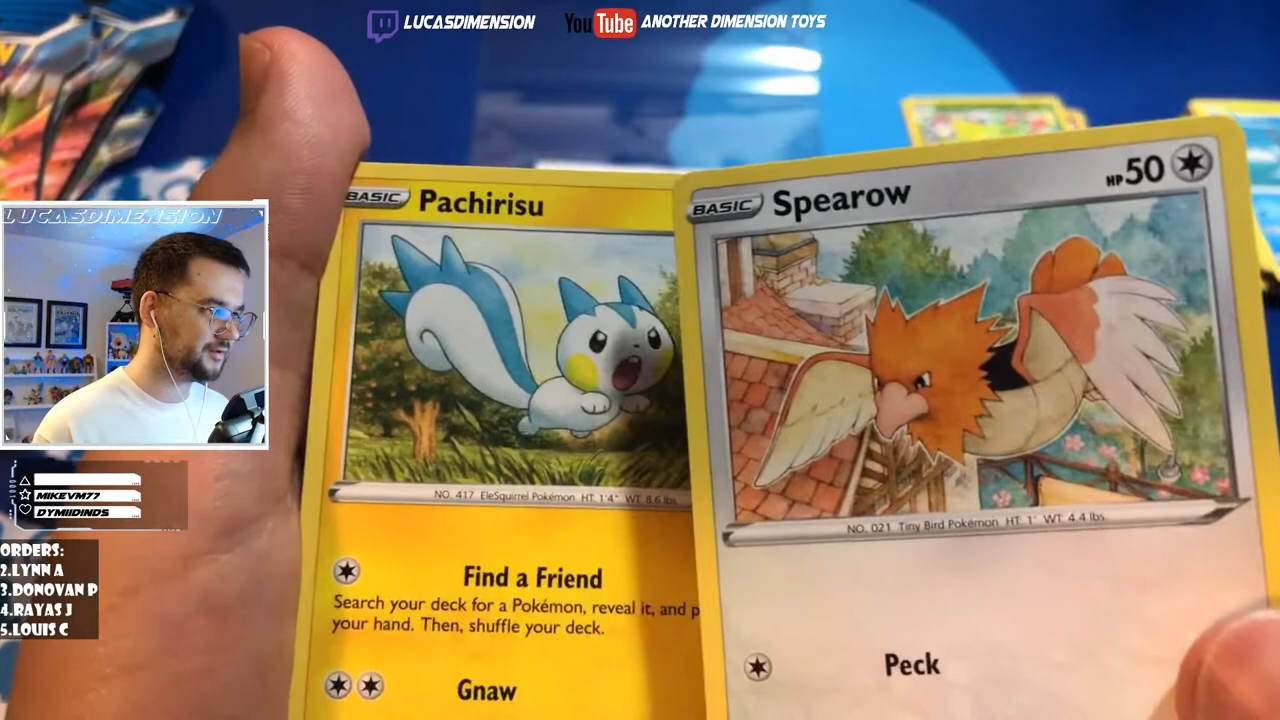 LUCASDIMENSION
YouTube ANOTHER DIMENSION TOYS
BASIC Pachirisu
NO. 417 EleSquirrel Pokémon HT: 1'4" WT: 8.6 lbs.
Find a Friend
Search your deck for a Pokémon, reveal it, and p
your hand. Then, shuffle your deck.
Gnaw
BASIC Spearow HP 50
NO. 021 Tiny Bird Pokémon HT: 1' WT: 4.4 lbs.
Peck
LUCASDIMENSION
MIKEVM77
DYMIIDINDS
ORDERS:
2.LYNN A
3.DONOVAN P
4.RAYAS J
5.LOUIS C